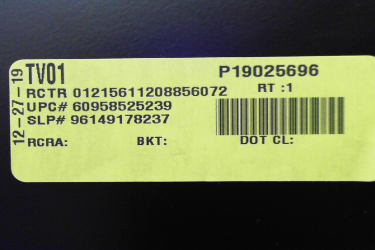 12-27-19
TV01 P19025696
RCTR 01215611208856072 RT :1
UPC# 60958525239
SLP# 96149178237
RCRA: BKT: DOT CL: